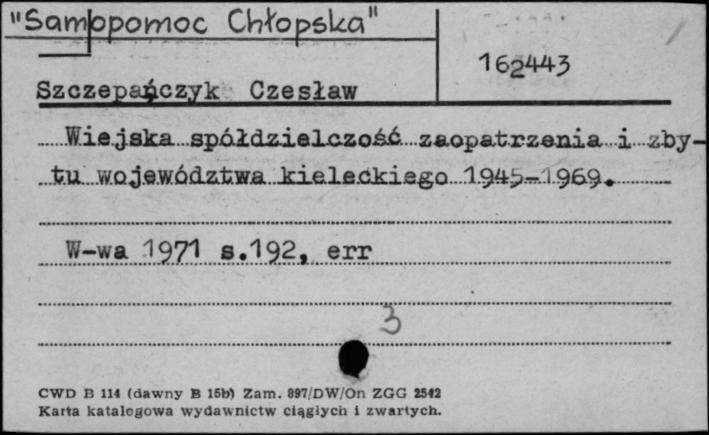 "Samopomoc Chłopska"
162443
Szczepańczyk Czesław
Wiejska spółdzielczość zaopatrzenia i zby-
tu województwa kieleckiego 1945-1969.
W-wa 1971 s.192, err
3
CWD B 114 (dawny B 15b) Zam. 897/DW/On ZGG 2542
Karta katalogowa wydawnictw ciągłych i zwartych.